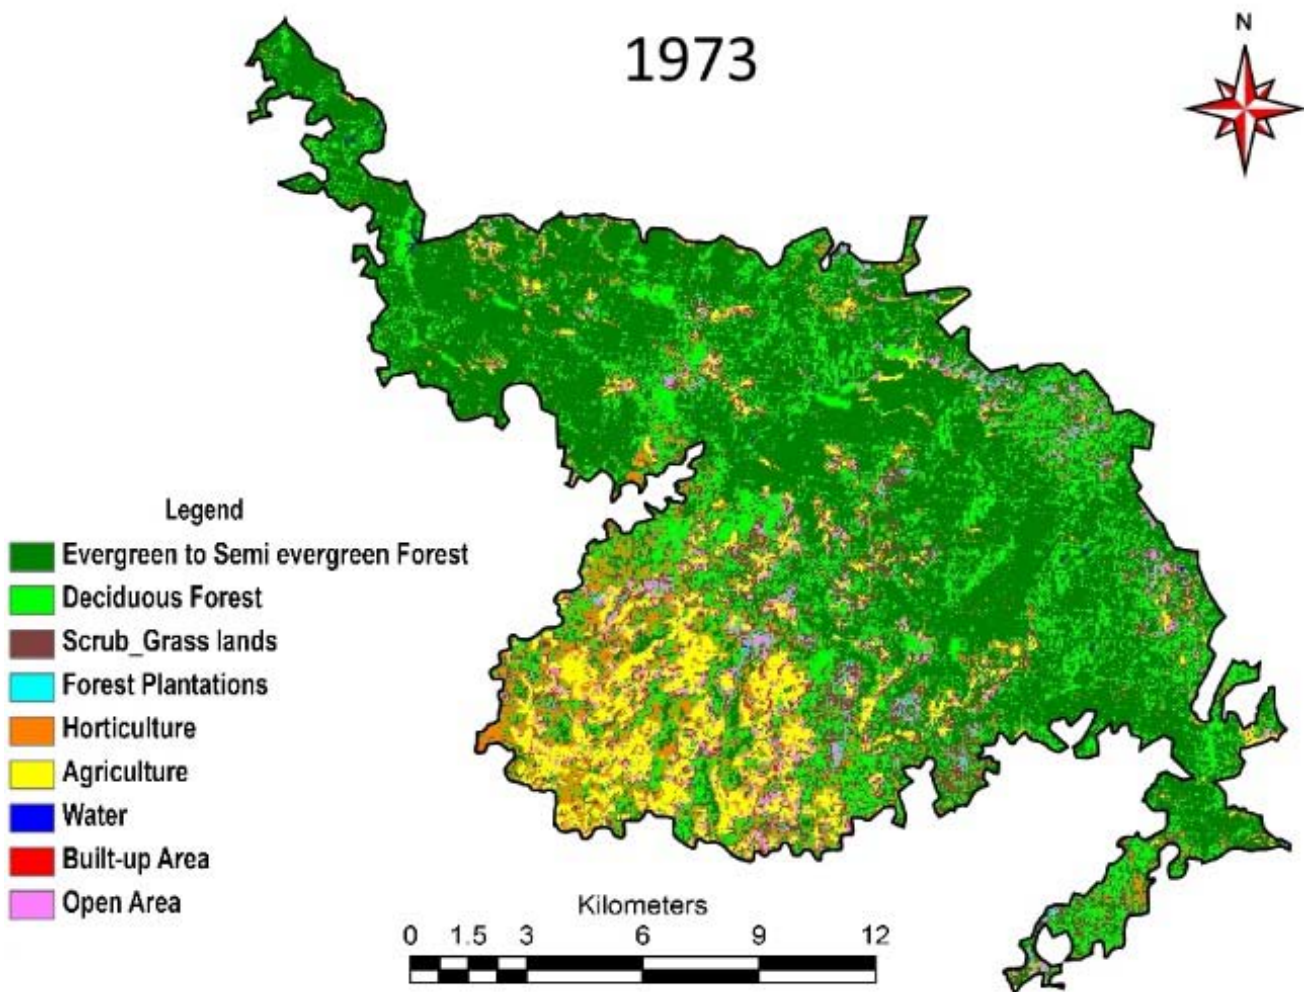 1973
N
Legend
Evergreen to Semi evergreen Forest
Deciduous Forest
Scrub_Grass lands
Forest Plantations
Horticulture
Agriculture
Water
Built-up Area
Open Area
Kilometers
0 1.5 3 6 9 12